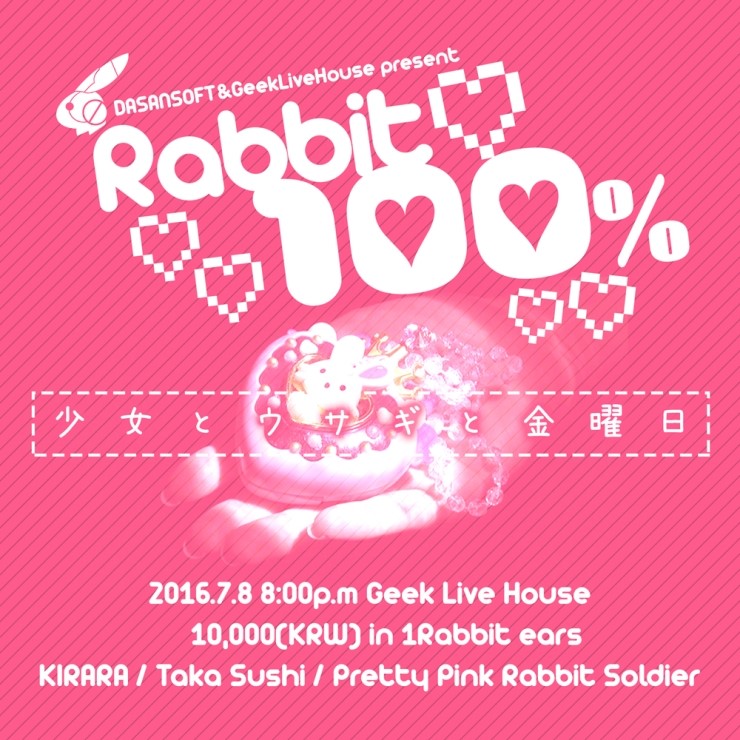 DASANSOFT&GeekLiveHouse present
Rabbit
100%
少女とウサギと金曜日
2016.7.8 8:00p.m Geek Live House
10,000(KRW) in 1Rabbit ears
KIRARA / Taka Sushi / Pretty Pink Rabbit Soldier